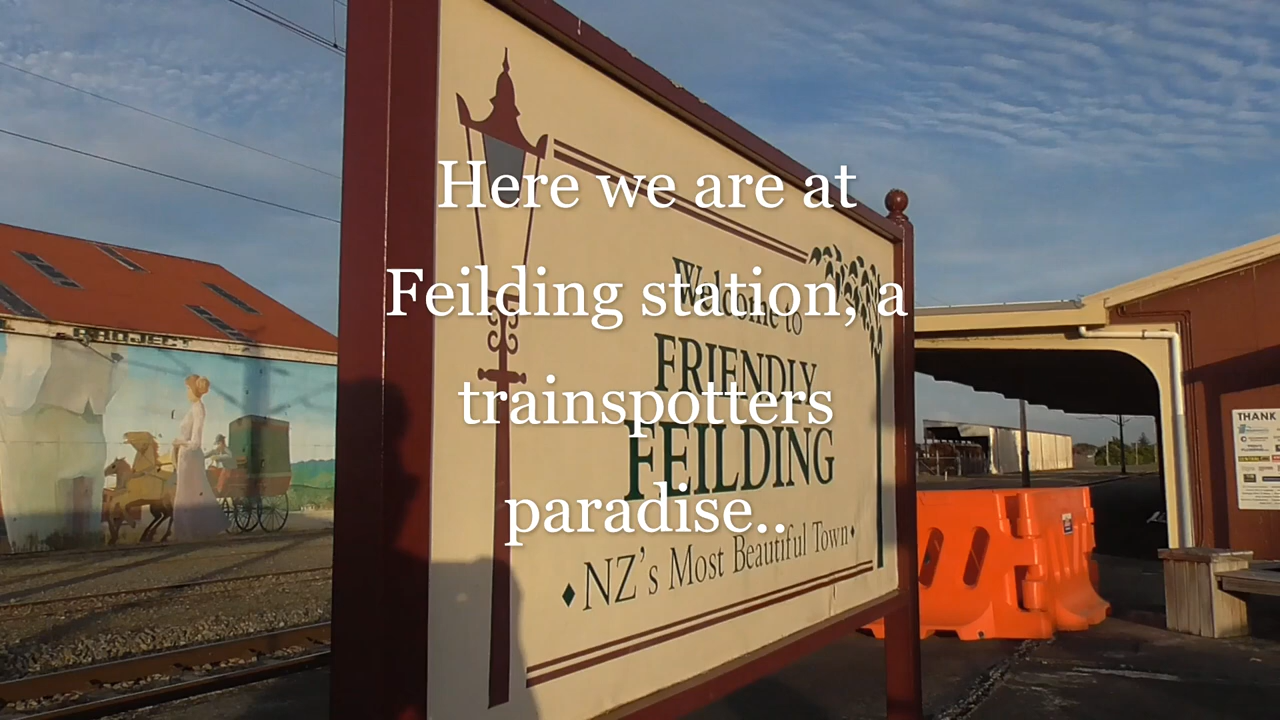 Here we are at
Feilding station, a
trainspotters
paradise..
Welcome to
FRIENDLY
FEILDING
NZ's Most Beautiful Town
PROJECT
THANK